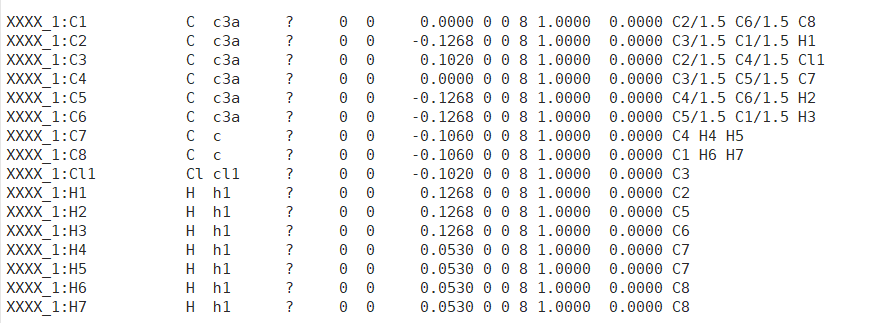 XXXX_1:C1 C c3a ? 0 0 0.0000 0 0 8 1.0000 0.0000 C2/1.5 C6/1.5 C8
XXXX_1:C2 C c3a ? 0 0 -0.1268 0 0 8 1.0000 0.0000 C3/1.5 C1/1.5 H1
XXXX_1:C3 C c3a ? 0 0 0.1020 0 0 8 1.0000 0.0000 C2/1.5 C4/1.5 Cl1
XXXX_1:C4 C c3a ? 0 0 0.0000 0 0 8 1.0000 0.0000 C3/1.5 C5/1.5 C7
XXXX_1:C5 C c3a ? 0 0 -0.1268 0 0 8 1.0000 0.0000 C4/1.5 C6/1.5 H2
XXXX_1:C6 C c3a ? 0 0 -0.1268 0 0 8 1.0000 0.0000 C5/1.5 C1/1.5 H3
XXXX_1:C7 C c ? 0 0 -0.1060 0 0 8 1.0000 0.0000 C4 H4 H5
XXXX_1:C8 C c ? 0 0 -0.1060 0 0 8 1.0000 0.0000 C1 H6 H7
XXXX_1:Cl1 Cl cl1 ? 0 0 -0.1020 0 0 8 1.0000 0.0000 C3
XXXX_1:H1 H h1 ? 0 0 0.1268 0 0 8 1.0000 0.0000 C2
XXXX_1:H2 H h1 ? 0 0 0.1268 0 0 8 1.0000 0.0000 C5
XXXX_1:H3 H h1 ? 0 0 0.1268 0 0 8 1.0000 0.0000 C6
XXXX_1:H4 H h1 ? 0 0 0.0530 0 0 8 1.0000 0.0000 C7
XXXX_1:H5 H h1 ? 0 0 0.0530 0 0 8 1.0000 0.0000 C7
XXXX_1:H6 H h1 ? 0 0 0.0530 0 0 8 1.0000 0.0000 C8
XXXX_1:H7 H h1 ? 0 0 0.0530 0 0 8 1.0000 0.0000 C8